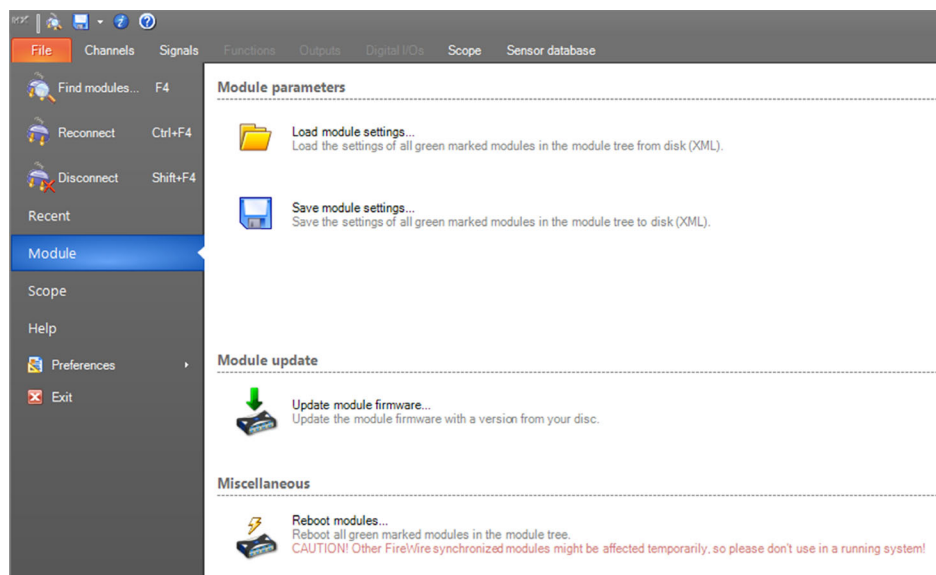 File Channels Signals Functions Outputs Digital I/Os Scope Sensor database
Find modules... F4
Reconnect Ctrl+F4
Disconnect Shift+F4
Recent
Module
Scope
Help
Preferences
Exit
Module parameters
Load module settings...
Load the settings of all green marked modules in the module tree from disk (XML).
Save module settings...
Save the settings of all green marked modules in the module tree to disk (XML).
Module update
Update module firmware...
Update the module firmware with a version from your disc.
Miscellaneous
Reboot modules...
Reboot all green marked modules in the module tree.
CAUTION! Other FireWire synchronized modules might be affected temporarily, so please don't use in a running system!